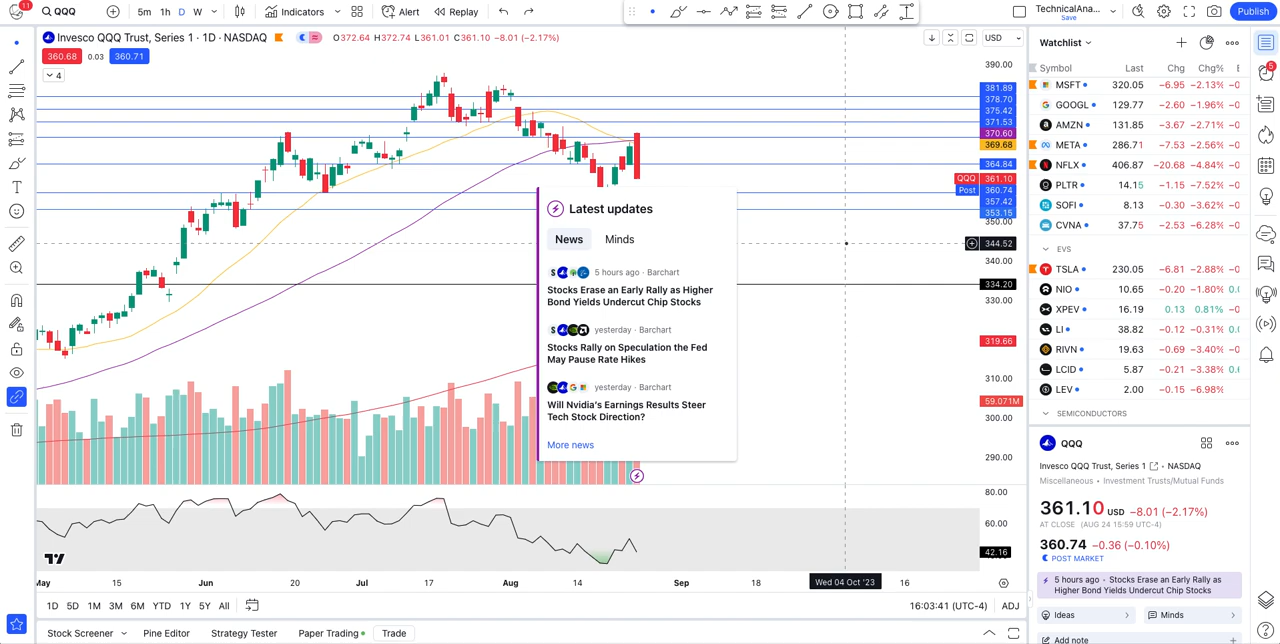 11
QQQ
5m 1h D W
Indicators
Alert
Replay
TechnicalAna...
Save
Publish
Invesco QQQ Trust, Series 1 · 1D · NASDAQ
O372.64 H372.74 L361.01 C361.10 −8.01 (−2.17%)
360.68 0.03 360.71
4
USD
390.00
381.89
378.70
375.42
371.53
370.60
369.68
364.84
QQQ 361.10
Post 360.74
357.42
353.15
350.00
344.52
340.00
334.20
330.00
319.66
310.00
59.071M
300.00
290.00
80.00
60.00
42.16
Latest updates
News Minds
5 hours ago · Barchart
Stocks Erase an Early Rally as Higher
Bond Yields Undercut Chip Stocks
yesterday · Barchart
Stocks Rally on Speculation the Fed
May Pause Rate Hikes
yesterday · Barchart
Will Nvidia's Earnings Results Steer
Tech Stock Direction?
More news
May 15 Jun 20 Jul 17 Aug 14 Sep 18 Wed 04 Oct '23 16
1D 5D 1M 3M 6M YTD 1Y 5Y All
16:03:41 (UTC-4) ADJ
Stock Screener Pine Editor Strategy Tester Paper Trading Trade
Watchlist
Symbol Last Chg Chg%
MSFT 320.05 −6.95 −2.13%
GOOGL 129.77 −2.60 −1.96%
AMZN 131.85 −3.67 −2.71%
META 286.71 −7.53 −2.56%
NFLX 406.87 −20.68 −4.84%
PLTR 14.15 −1.15 −7.52%
SOFI 8.13 −0.30 −3.62%
CVNA 37.75 −2.53 −6.28%
EVS
TSLA 230.05 −6.81 −2.88%
NIO 10.65 −0.20 −1.80%
XPEV 16.19 0.13 0.81%
LI 38.82 −0.12 −0.31%
RIVN 19.63 −0.69 −3.40%
LCID 5.87 −0.21 −3.38%
LEV 2.00 −0.15 −6.98%
SEMICONDUCTORS
QQQ
Invesco QQQ Trust, Series 1 · NASDAQ
Miscellaneous • Investment Trusts/Mutual Funds
361.10 USD −8.01 (−2.17%)
AT CLOSE (AUG 24 15:59 UTC-4)
360.74 −0.36 (−0.10%)
POST MARKET
5 hours ago · Stocks Erase an Early Rally as
Higher Bond Yields Undercut Chip Stocks
Ideas
Minds
Add note
5